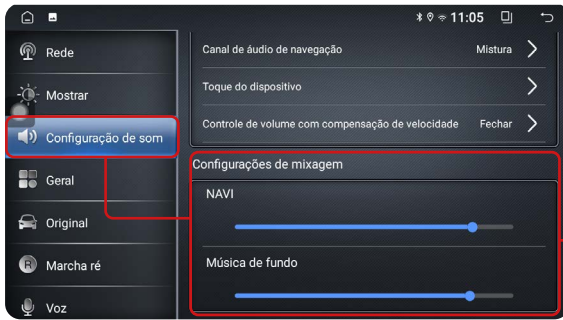 11:05
Rede
Mostrar
Configuração de som
Geral
Original
R Marcha ré
Voz
Canal de áudio de navegação Mistura
Toque do dispositivo
Controle de volume com compensação de velocidade Fechar
Configurações de mixagem
NAVI
Música de fundo